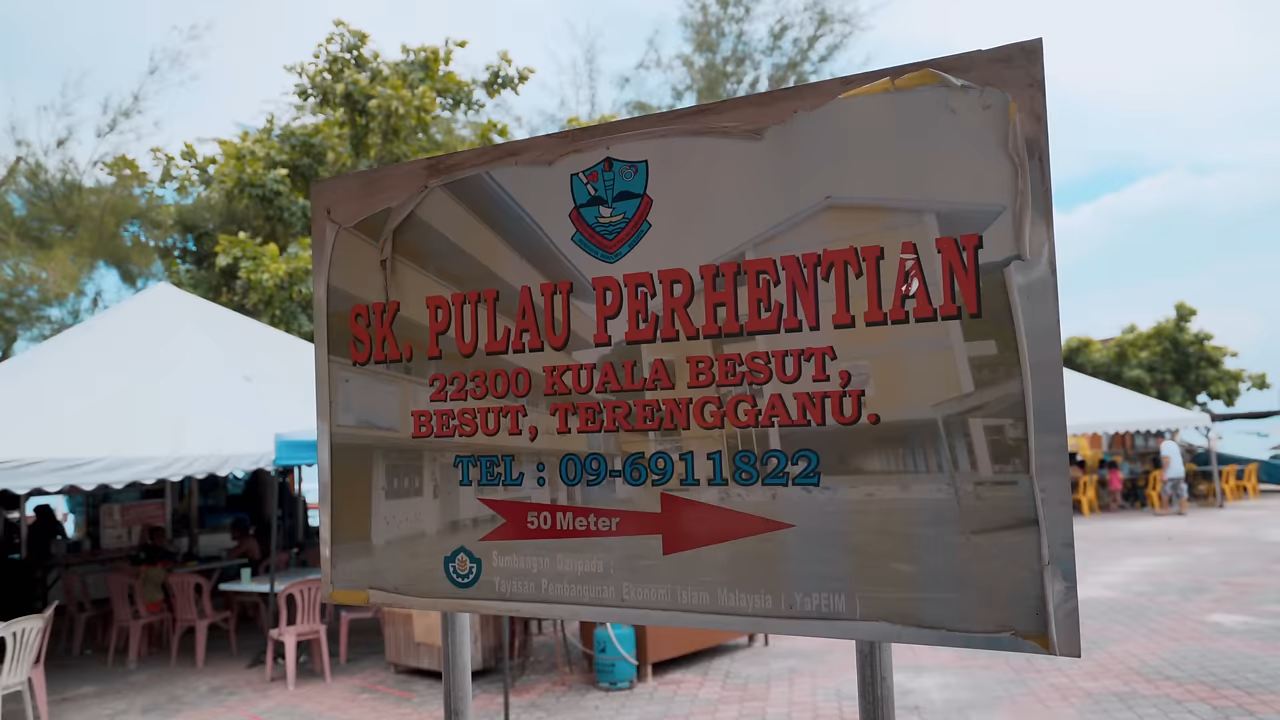 SK. PULAU PERHENTIAN
22300 KUALA BESUT,
BESUT, TERENGGANU.
TEL : 09-6911822
50 Meter
Sumbangan Daripada :
Yayasan Pembangunan Ekonomi Islam Malaysia ( YaPEIM )